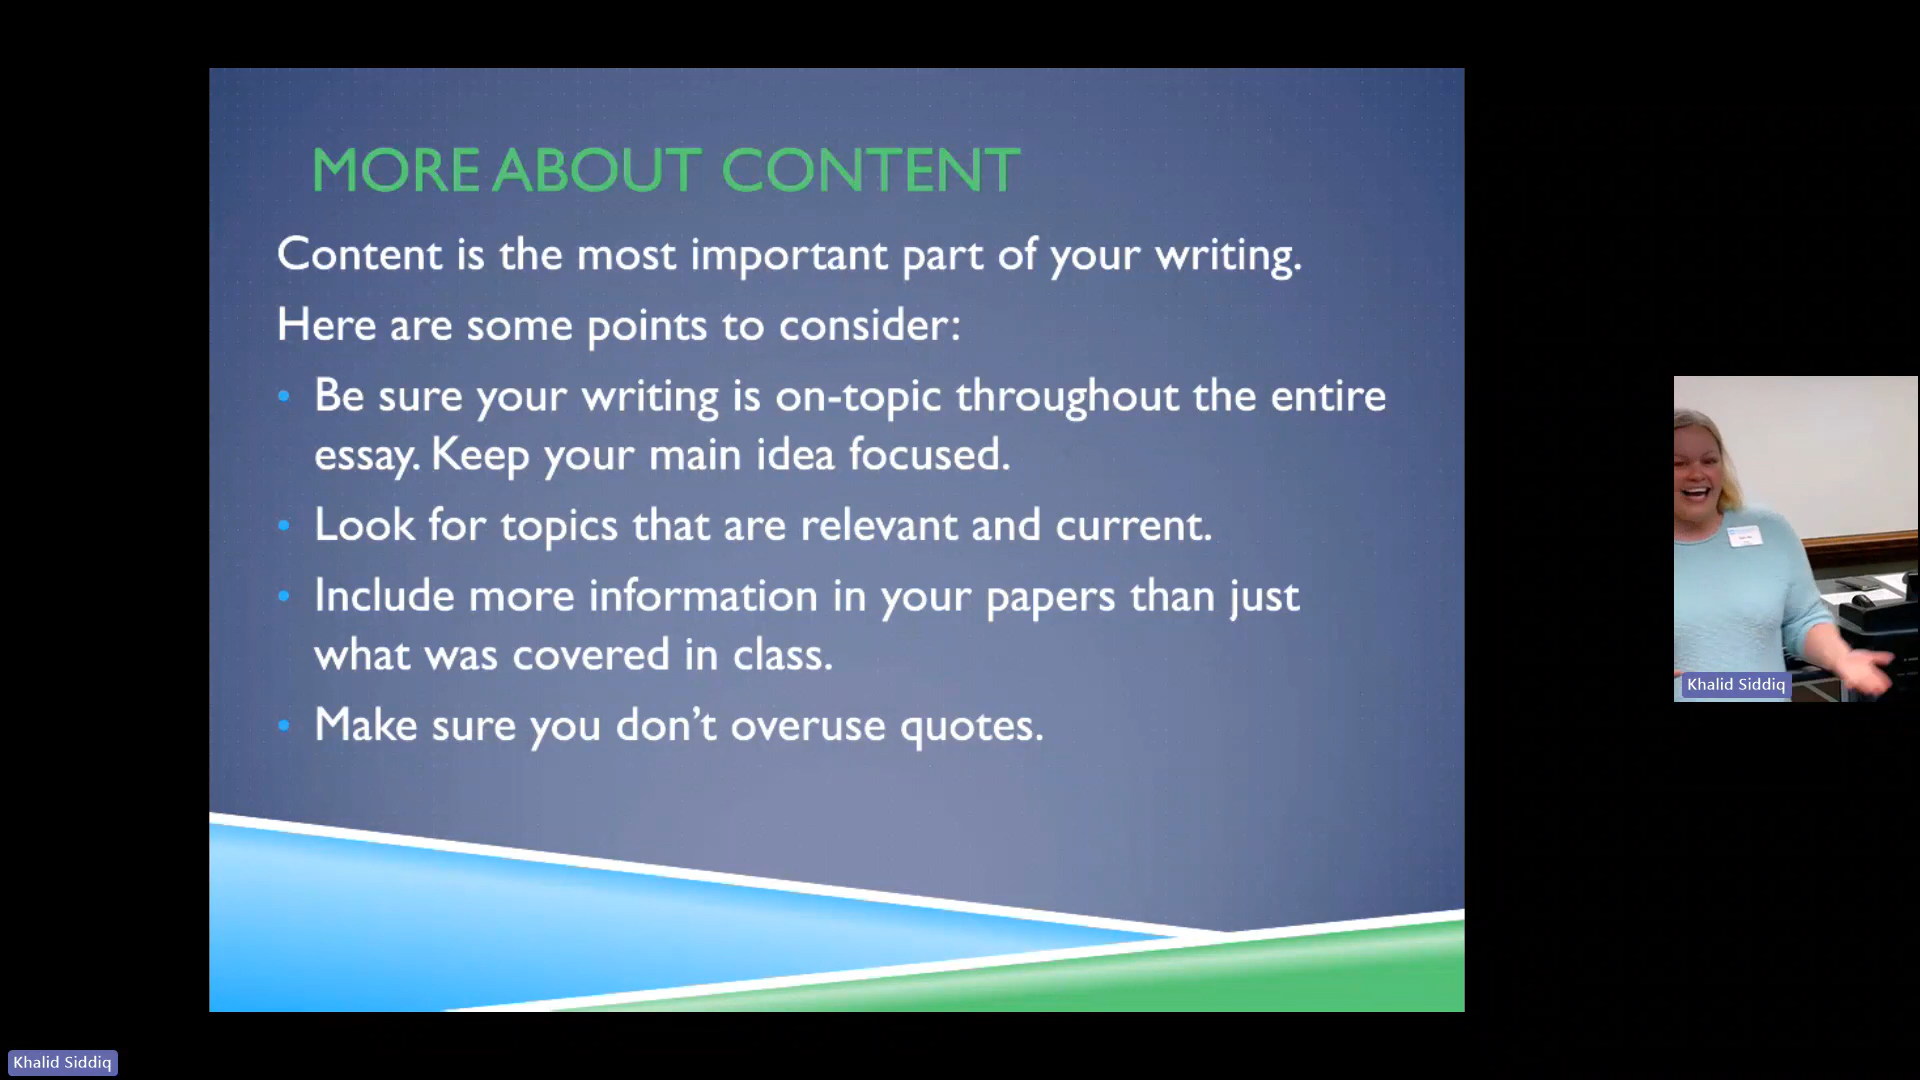 MORE ABOUT CONTENT
Content is the most important part of your writing.
Here are some points to consider:
• Be sure your writing is on-topic throughout the entire
essay. Keep your main idea focused.
• Look for topics that are relevant and current.
• Include more information in your papers than just
what was covered in class.
• Make sure you don’t overuse quotes.
Khalid Siddiq
Khalid Siddiq